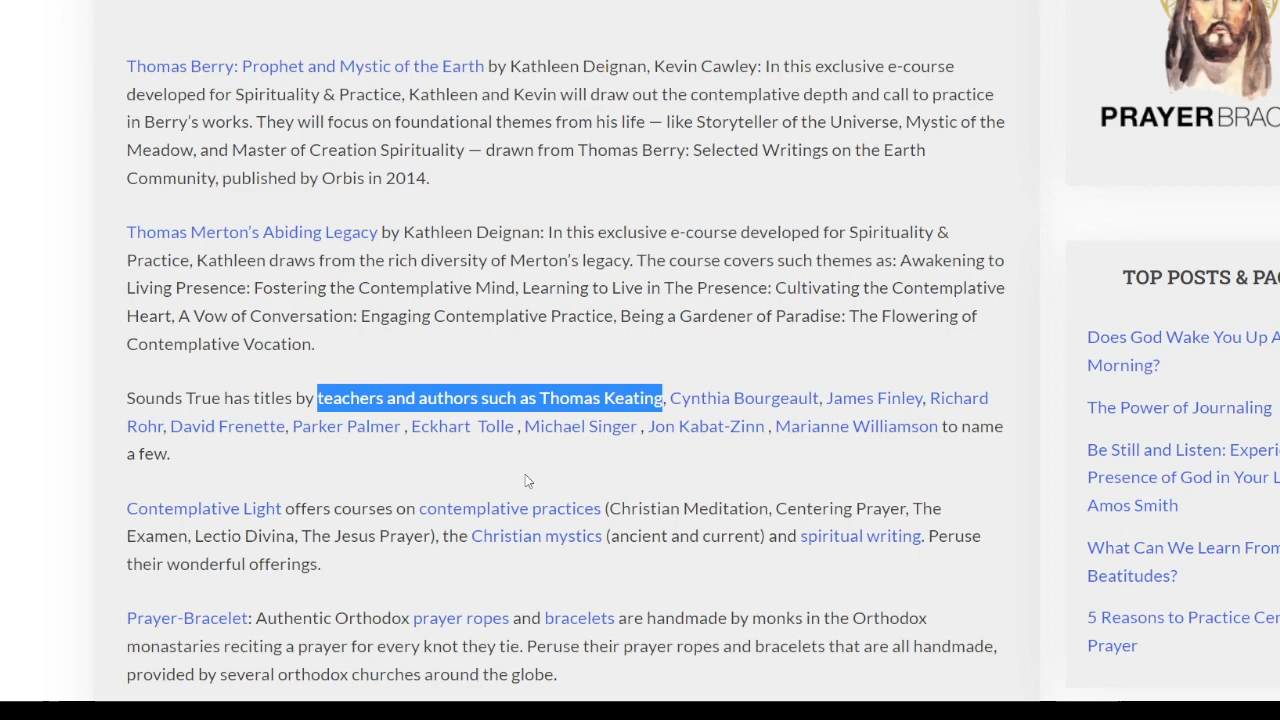 Thomas Berry: Prophet and Mystic of the Earth by Kathleen Deignan, Kevin Cawley: In this exclusive e-course
developed for Spirituality & Practice, Kathleen and Kevin will draw out the contemplative depth and call to practice
in Berry’s works. They will focus on foundational themes from his life — like Storyteller of the Universe, Mystic of the
Meadow, and Master of Creation Spirituality — drawn from Thomas Berry: Selected Writings on the Earth
Community, published by Orbis in 2014.
Thomas Merton’s Abiding Legacy by Kathleen Deignan: In this exclusive e-course developed for Spirituality &
Practice, Kathleen draws from the rich diversity of Merton’s legacy. The course covers such themes as: Awakening to
Living Presence: Fostering the Contemplative Mind, Learning to Live in The Presence: Cultivating the Contemplative
Heart, A Vow of Conversation: Engaging Contemplative Practice, Being a Gardener of Paradise: The Flowering of
Contemplative Vocation.
Sounds True has titles by teachers and authors such as Thomas Keating, Cynthia Bourgeault, James Finley, Richard
Rohr, David Frenette, Parker Palmer , Eckhart Tolle , Michael Singer , Jon Kabat-Zinn , Marianne Williamson to name
a few.
Contemplative Light offers courses on contemplative practices (Christian Meditation, Centering Prayer, The
Examen, Lectio Divina, The Jesus Prayer), the Christian mystics (ancient and current) and spiritual writing. Peruse
their wonderful offerings.
Prayer-Bracelet: Authentic Orthodox prayer ropes and bracelets are handmade by monks in the Orthodox
monasteries reciting a prayer for every knot they tie. Peruse their prayer ropes and bracelets that are all handmade,
provided by several orthodox churches around the globe.
PRAYERBRAC
TOP POSTS & PA
Does God Wake You Up A
Morning?
The Power of Journaling
Be Still and Listen: Experi
Presence of God in Your L
Amos Smith
What Can We Learn From
Beatitudes?
5 Reasons to Practice Cen
Prayer